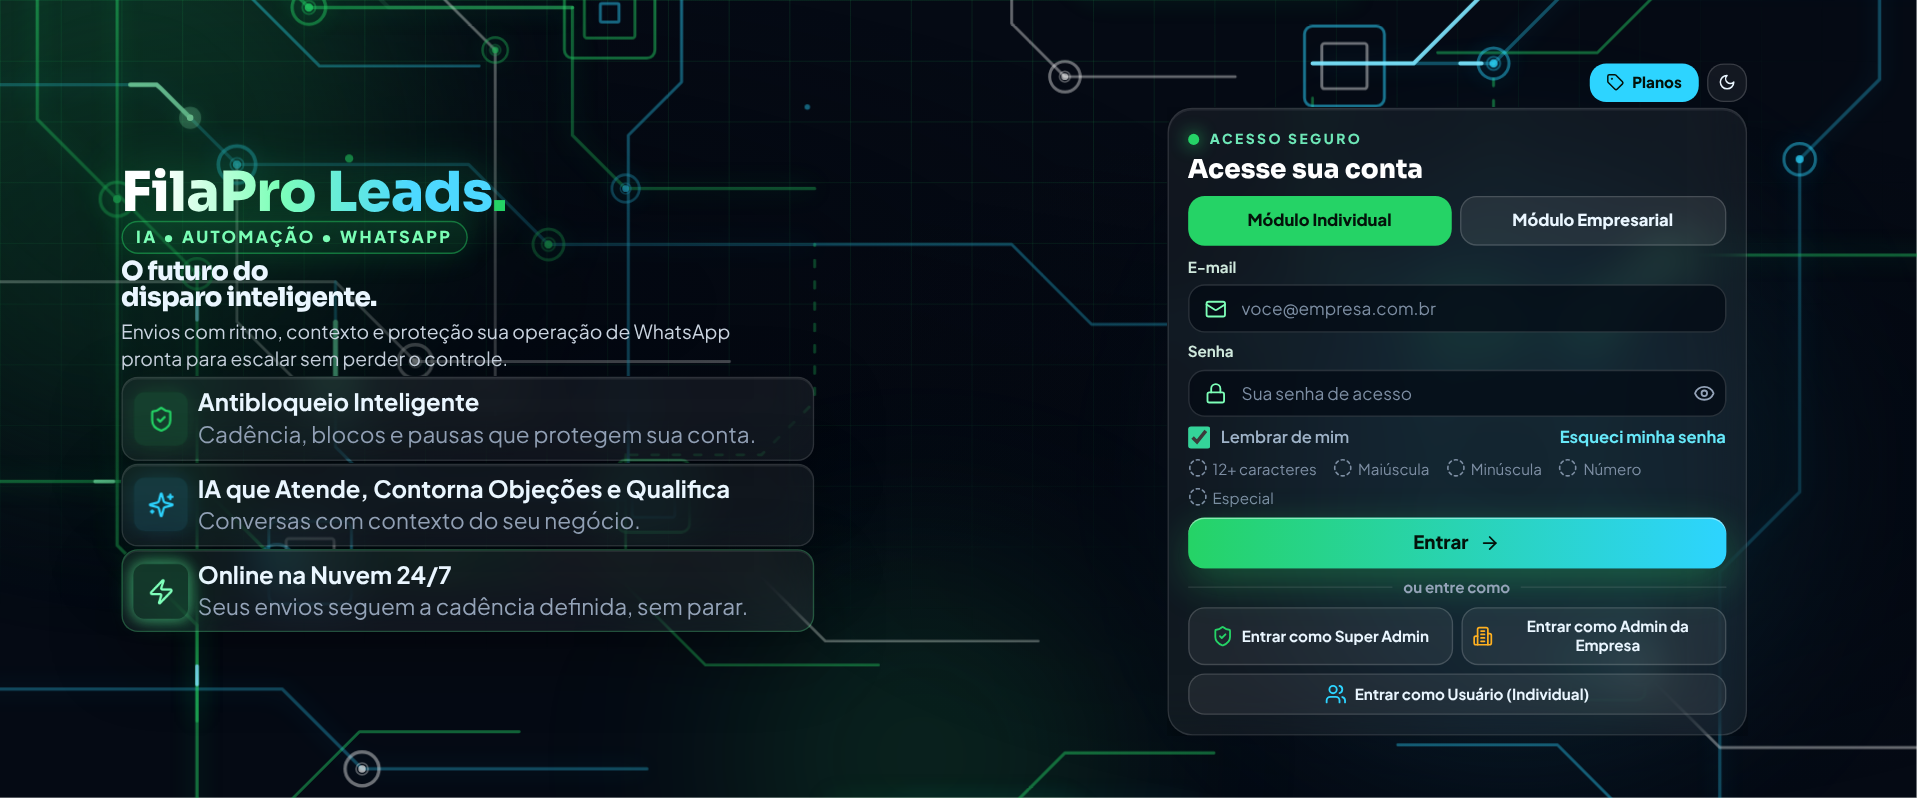 FilaPro Leads.
IA • AUTOMAÇÃO • WHATSAPP
O futuro do
disparo inteligente.
Envios com ritmo, contexto e proteção sua operação de WhatsApp
pronta para escalar sem perder o controle.
Antibloqueio Inteligente
Cadência, blocos e pausas que protegem sua conta.
IA que Atende, Contorna Objeções e Qualifica
Conversas com contexto do seu negócio.
Online na Nuvem 24/7
Seus envios seguem a cadência definida, sem parar.
Planos
ACESSO SEGURO
Acesse sua conta
Módulo Individual
Módulo Empresarial
E-mail
voce@empresa.com.br
Senha
Sua senha de acesso
Lembrar de mim
Esqueci minha senha
12+ caracteres
Maiúscula
Minúscula
Número
Especial
Entrar
ou entre como
Entrar como Super Admin
Entrar como Admin da
Empresa
Entrar como Usuário (Individual)